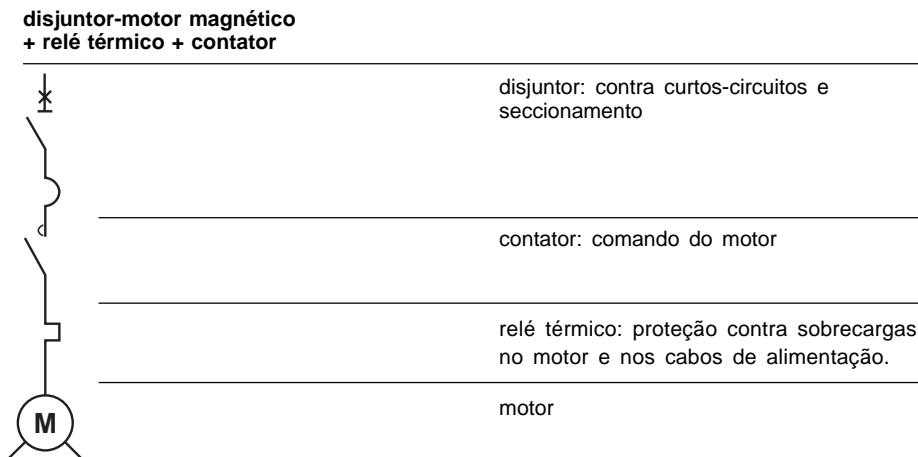 disjuntor-motor magnético
+ relé térmico + contator
disjuntor: contra curtos-circuitos e
seccionamento
contator: comando do motor
relé térmico: proteção contra sobrecargas
no motor e nos cabos de alimentação.
M
motor